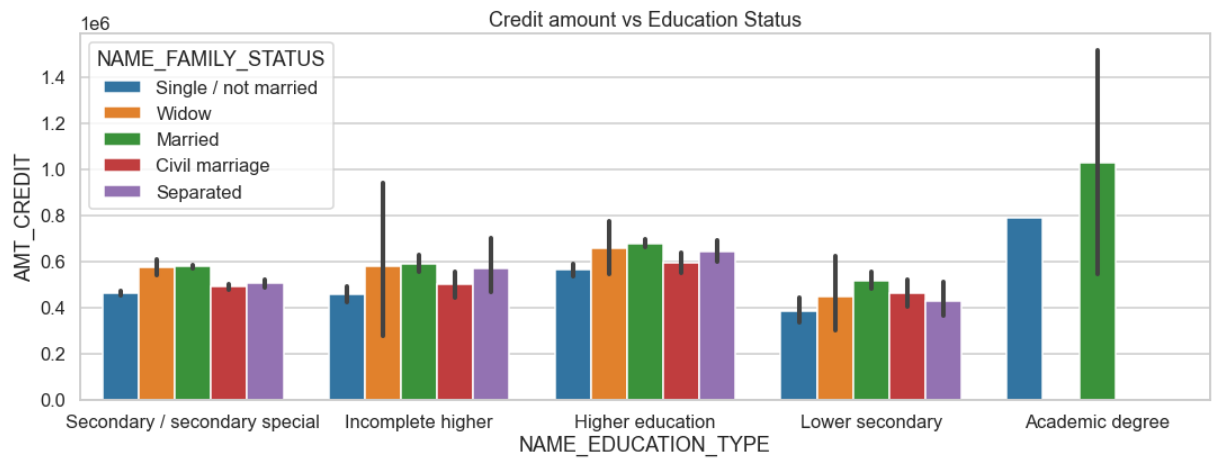 Credit amount vs Education Status
1e6
NAME_FAMILY_STATUS
Single / not married
Widow
Married
Civil marriage
Separated
1.4
1.2
1.0
0.8
0.6
0.4
0.2
0.0
AMT_CREDIT
Secondary / secondary special
Incomplete higher
Higher education
Lower secondary
Academic degree
NAME_EDUCATION_TYPE